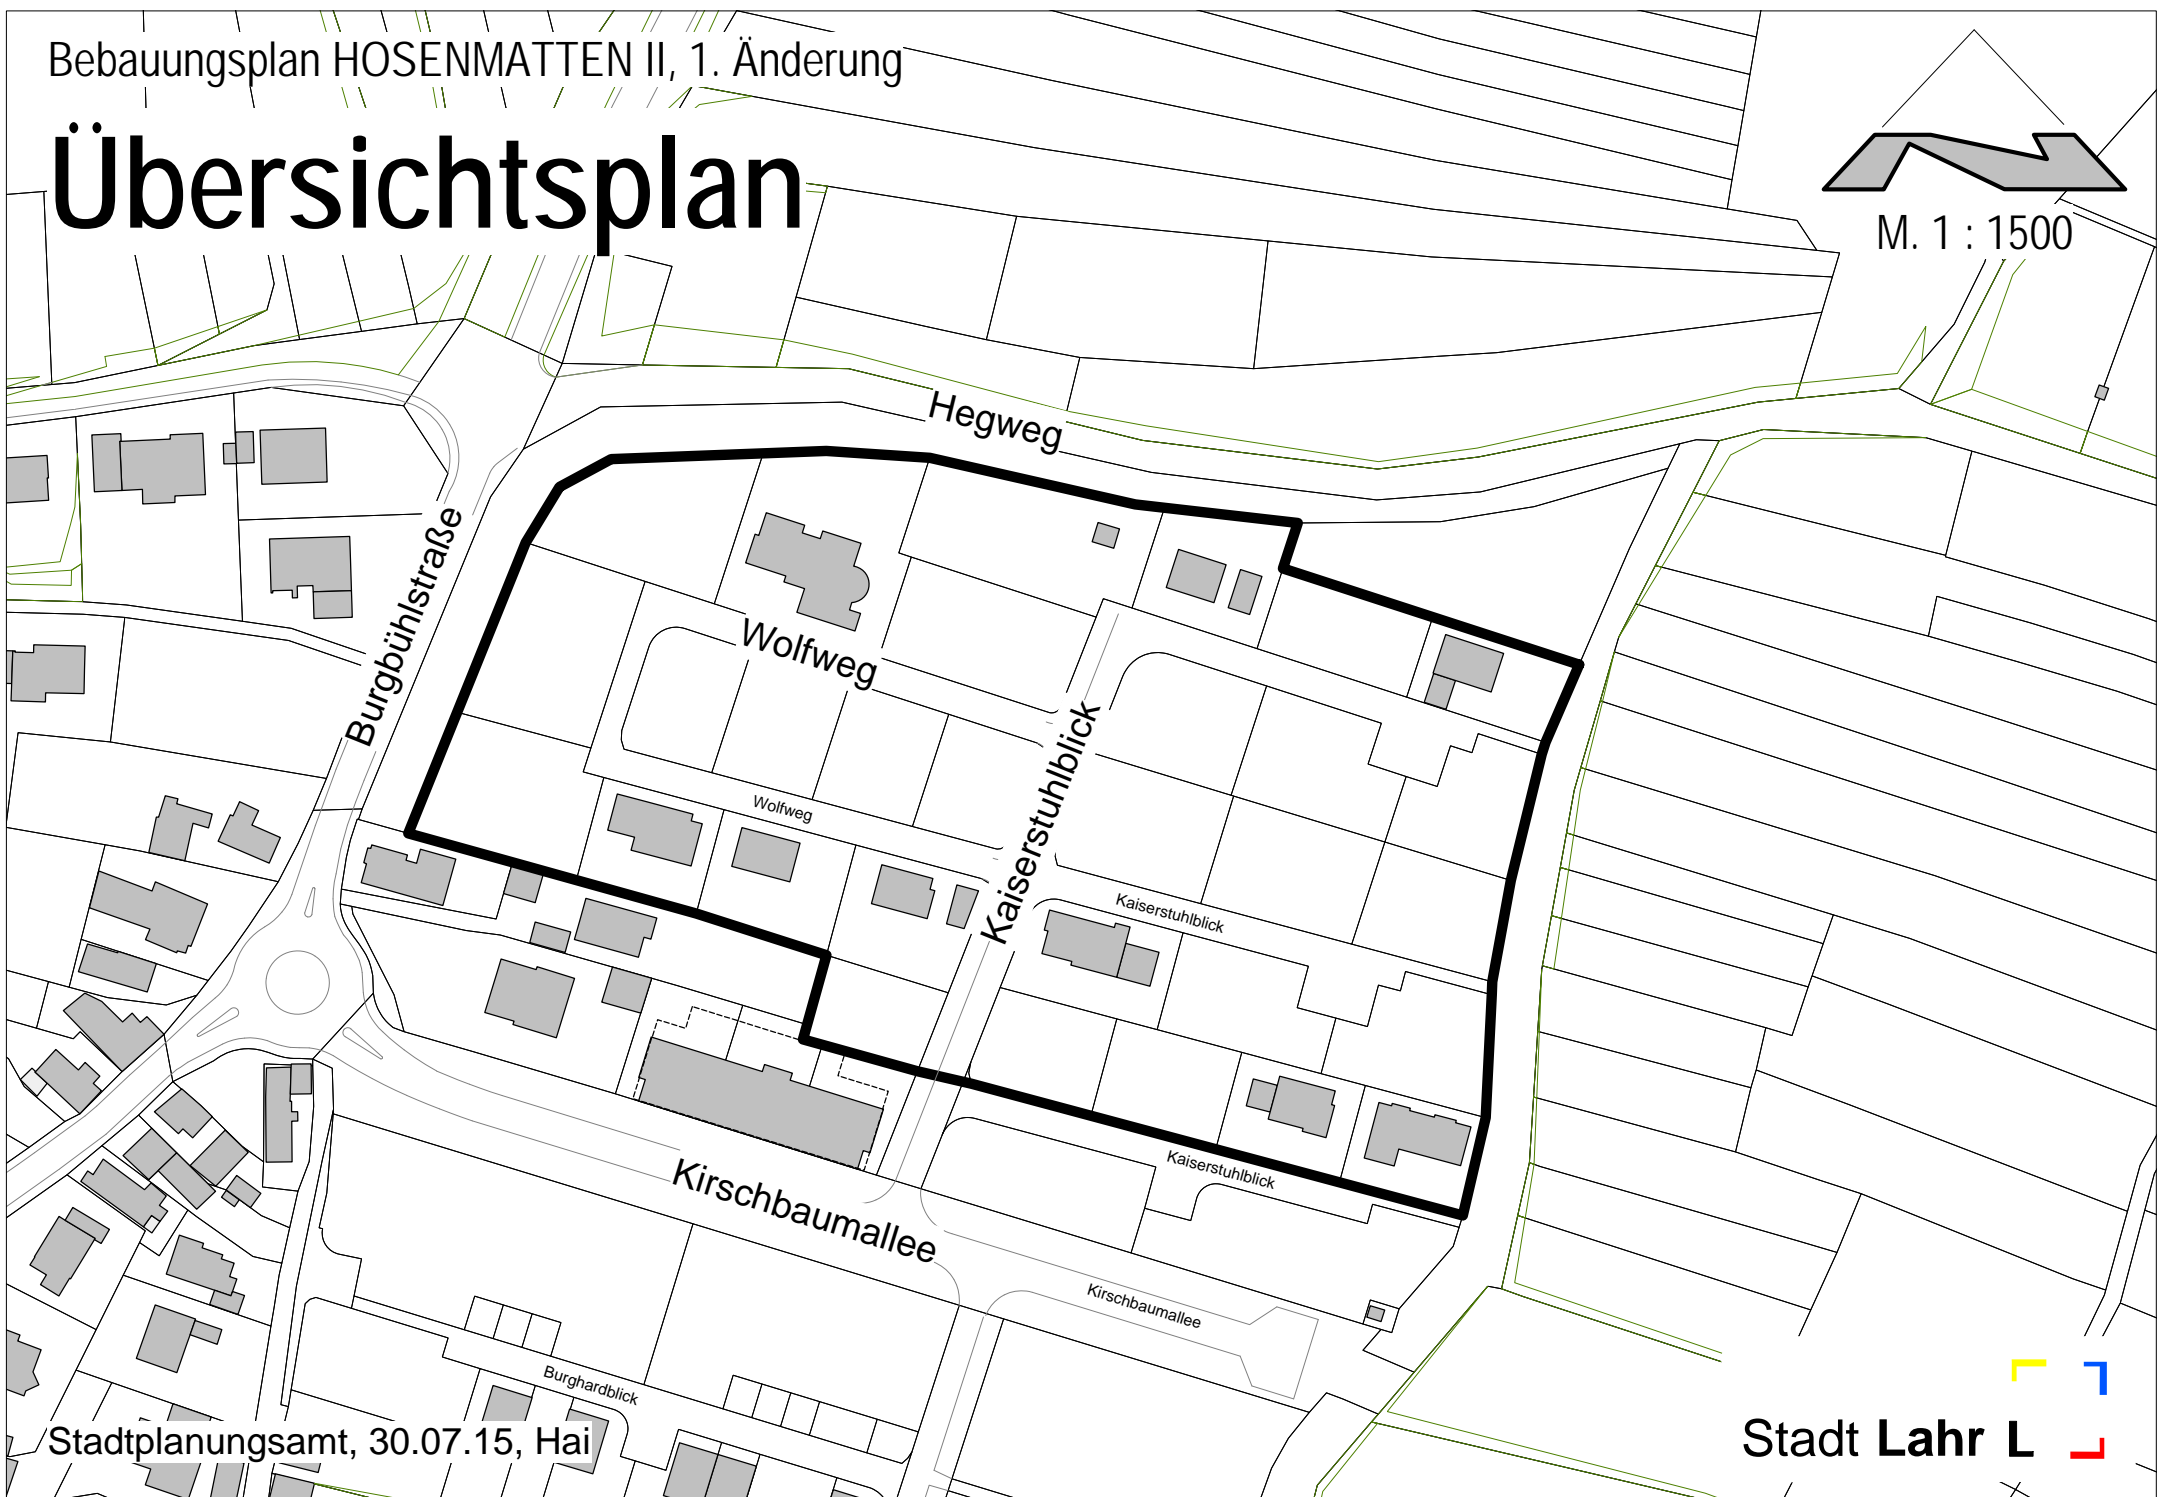 Bebauungsplan HOSENMATTEN II, 1. Änderung
Übersichtsplan
M. 1 : 1500
Hegweg
Burgbühlstraße
Wolfweg
Kaiserstuhlblick
Wolfweg
Kaiserstuhlblick
Kaiserstuhlblick
Kirschbaumallee
Kirschbaumallee
Burghardblick
Stadtplanungsamt, 30.07.15, Hai
Stadt Lahr L